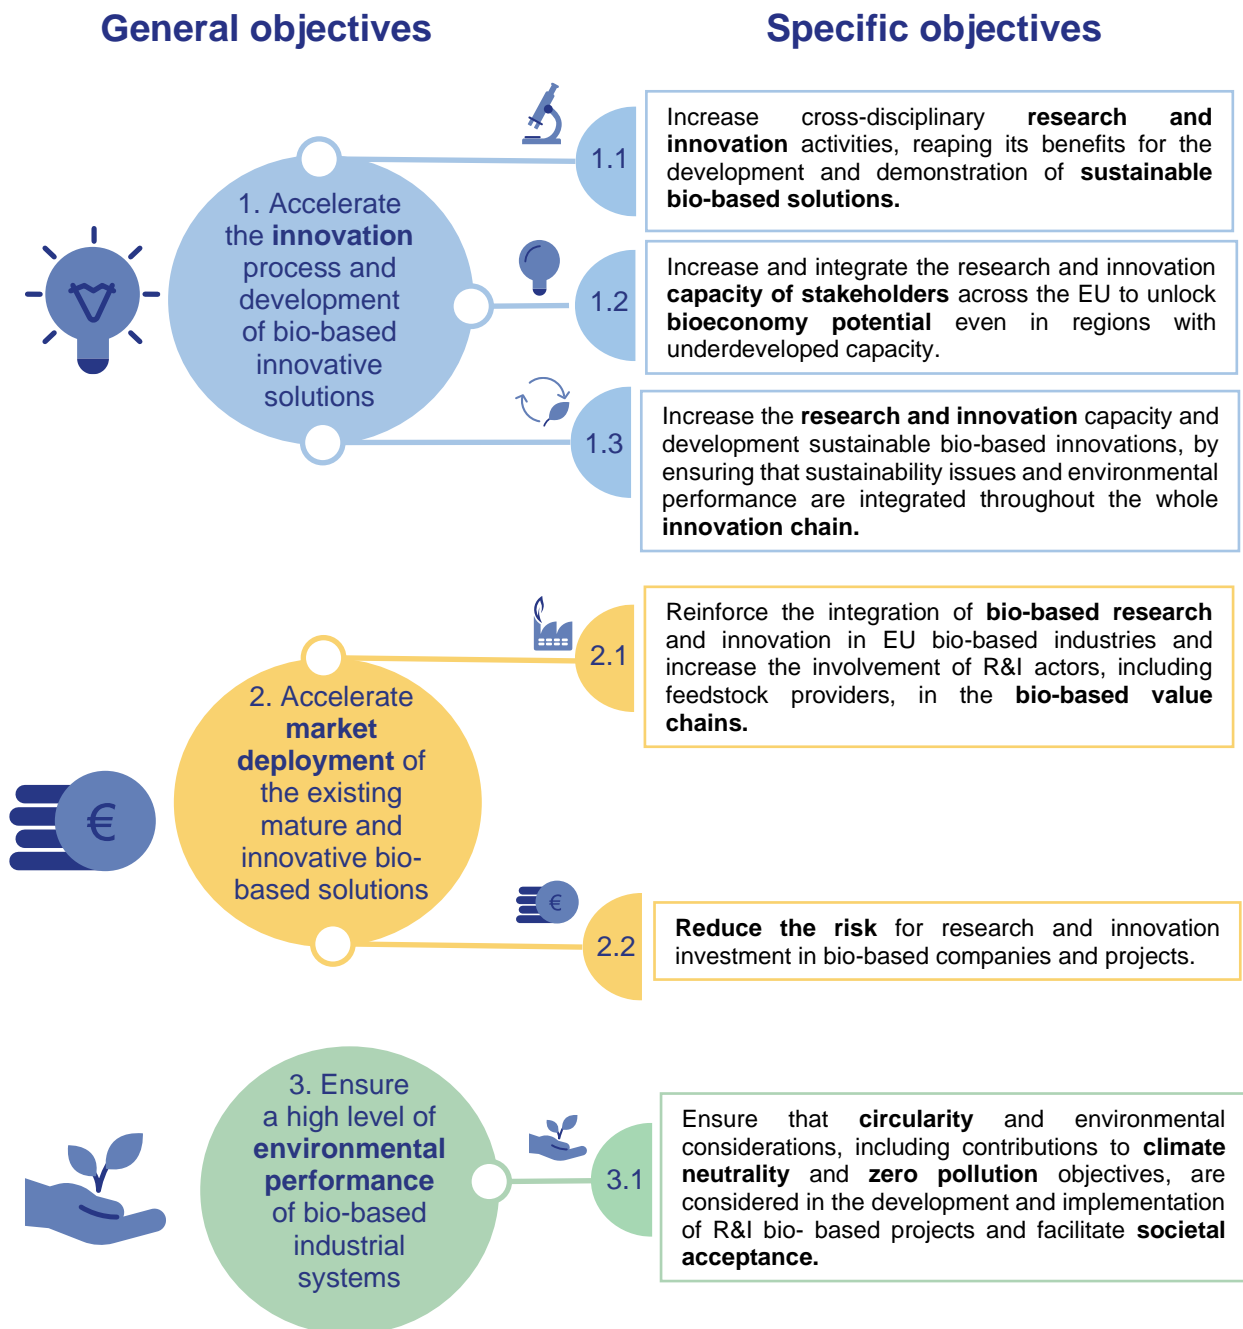 General objectives
Specific objectives
1. Accelerate
the innovation
process and
development
of bio-based
innovative
solutions
1.1
Increase cross-disciplinary research and
innovation activities, reaping its benefits for the
development and demonstration of sustainable
bio-based solutions.
1.2
Increase and integrate the research and innovation
capacity of stakeholders across the EU to unlock
bioeconomy potential even in regions with
underdeveloped capacity.
1.3
Increase the research and innovation capacity and
development sustainable bio-based innovations, by
ensuring that sustainability issues and environmental
performance are integrated throughout the whole
innovation chain.
2. Accelerate
market
deployment of
the existing
mature and
innovative bio-
based solutions
€
2.1
Reinforce the integration of bio-based research
and innovation in EU bio-based industries and
increase the involvement of R&I actors, including
feedstock providers, in the bio-based value
chains.
€
2.2
Reduce the risk for research and innovation
investment in bio-based companies and projects.
3. Ensure
a high level of
environmental
performance
of bio-based
industrial
systems
3.1
Ensure that circularity and environmental
considerations, including contributions to climate
neutrality and zero pollution objectives, are
considered in the development and implementation
of R&I bio- based projects and facilitate societal
acceptance.